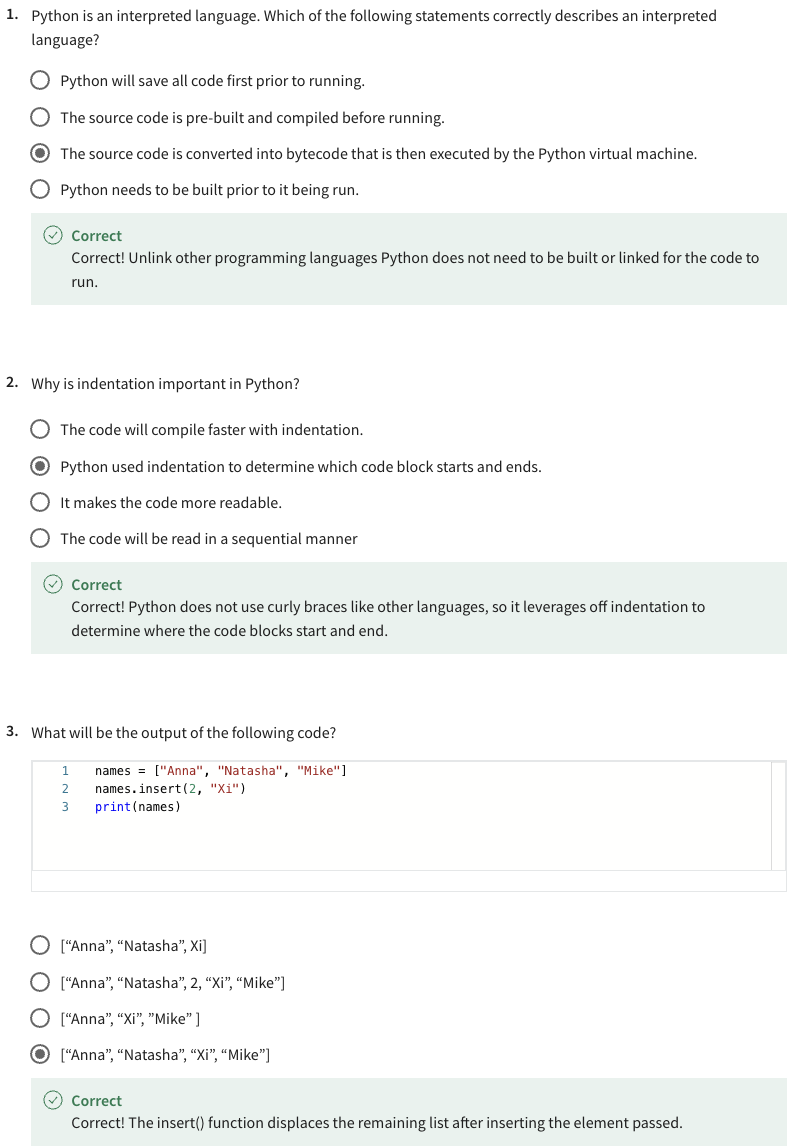 1. Python is an interpreted language. Which of the following statements correctly describes an interpreted
language?
Python will save all code first prior to running.
The source code is pre-built and compiled before running.
The source code is converted into bytecode that is then executed by the Python virtual machine.
Python needs to be built prior to it being run.
Correct
Correct! Unlink other programming languages Python does not need to be built or linked for the code to
run.
2. Why is indentation important in Python?
The code will compile faster with indentation.
Python used indentation to determine which code block starts and ends.
It makes the code more readable.
The code will be read in a sequential manner
Correct
Correct! Python does not use curly braces like other languages, so it leverages off indentation to
determine where the code blocks start and end.
3. What will be the output of the following code?
1 names = ["Anna", "Natasha", "Mike"]
2 names.insert(2, "Xi")
3 print(names)
[“Anna”, “Natasha”, Xi]
[“Anna”, “Natasha”, 2, “Xi”, “Mike”]
[“Anna”, “Xi”, ”Mike” ]
[“Anna”, “Natasha”, “Xi”, “Mike”]
Correct
Correct! The insert() function displaces the remaining list after inserting the element passed.